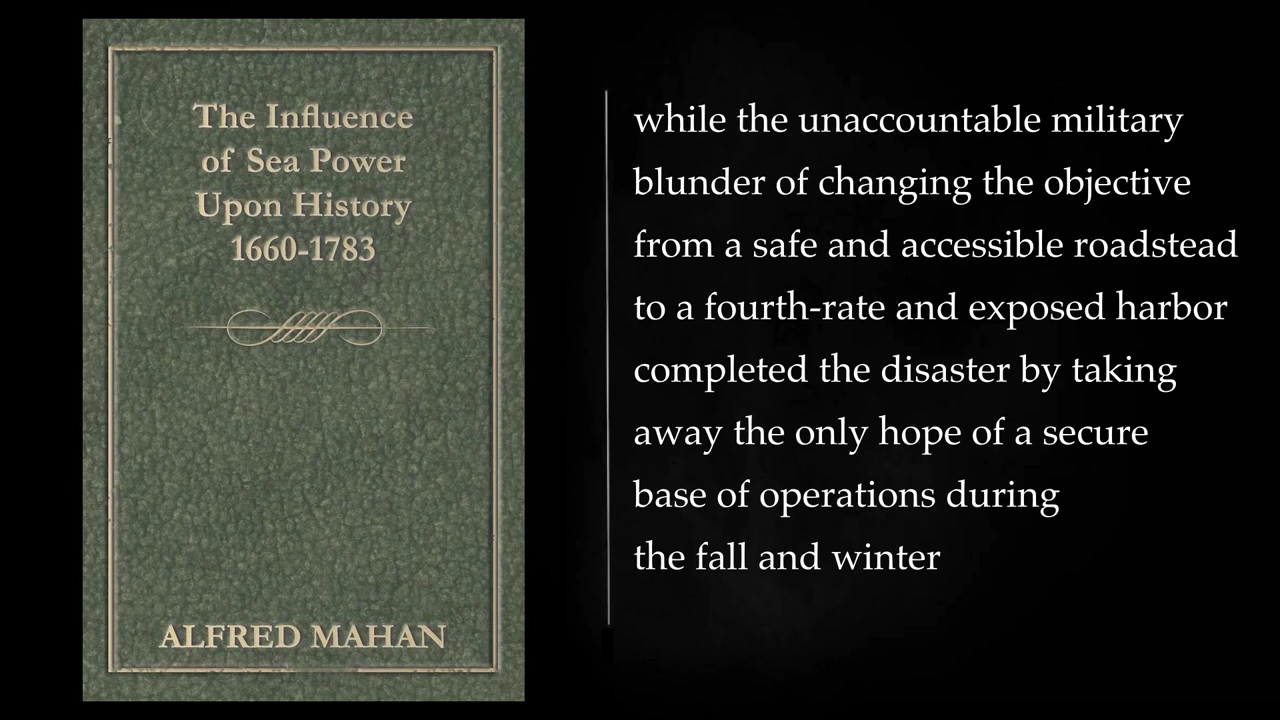 The Influence
of Sea Power
Upon History
1660-1783
ALFRED MAHAN
while the unaccountable military
blunder of changing the objective
from a safe and accessible roadstead
to a fourth-rate and exposed harbor
completed the disaster by taking
away the only hope of a secure
base of operations during
the fall and winter